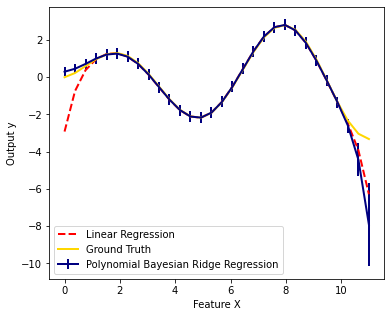 2
0
−2
−4
−6
−8
−10
Output y
Linear Regression
Ground Truth
Polynomial Bayesian Ridge Regression
0 2 4 6 8 10
Feature X